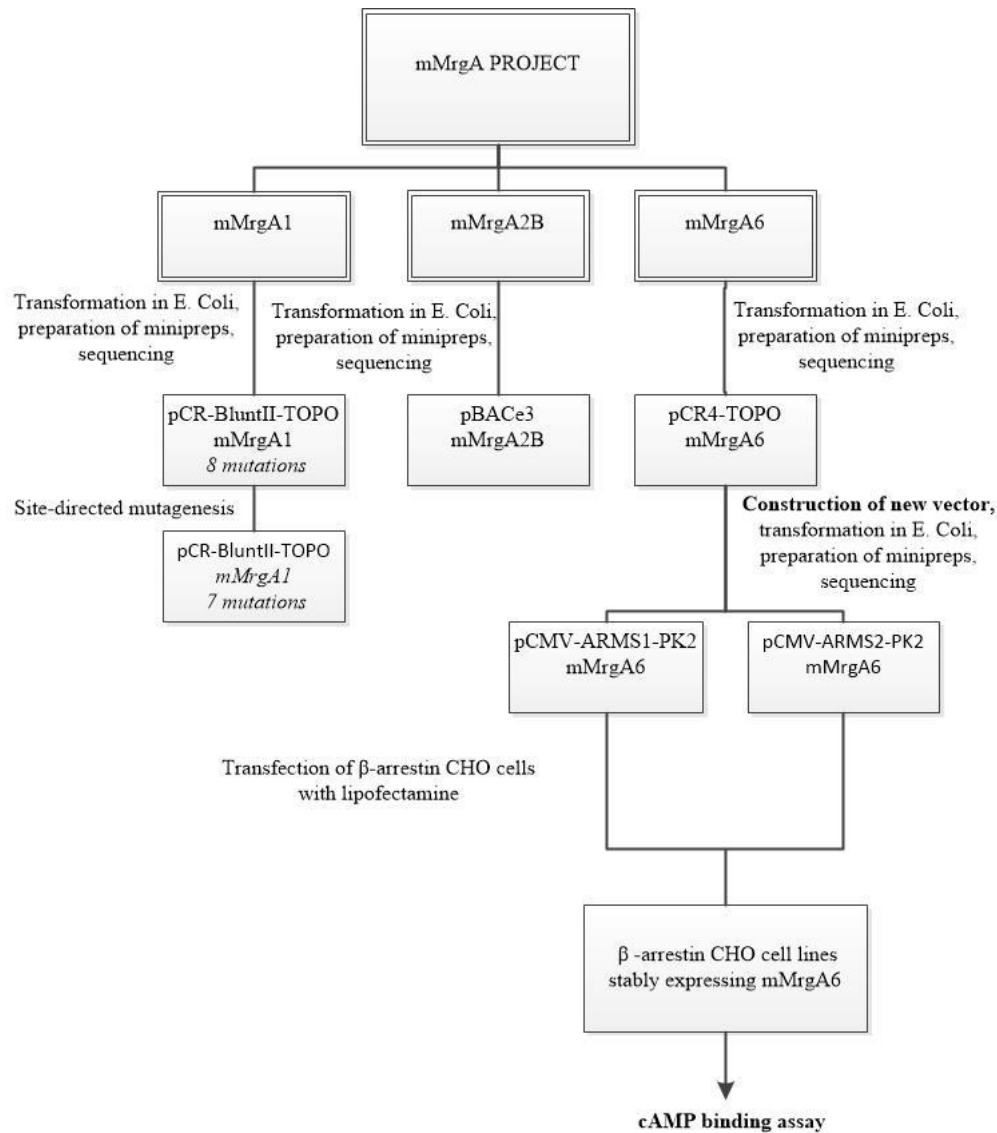 mMrgA PROJECT
mMrgA1
mMrgA2B
mMrgA6
Transformation in E. Coli,
preparation of minipreps,
sequencing
Transformation in E. Coli,
preparation of minipreps,
sequencing
Transformation in E. Coli,
preparation of minipreps,
sequencing
pCR-BluntII-TOPO
mMrgA1
8 mutations
pBACe3
mMrgA2B
pCR4-TOPO
mMrgA6
Site-directed mutagenesis
pCR-BluntII-TOPO
mMrgA1
7 mutations
Construction of new vector,
transformation in E. Coli,
preparation of minipreps,
sequencing
pCMV-ARMS1-PK2
mMrgA6
pCMV-ARMS2-PK2
mMrgA6
Transfection of β-arrestin CHO cells
with lipofectamine
β -arrestin CHO cell lines
stably expressing mMrgA6
cAMP binding assay